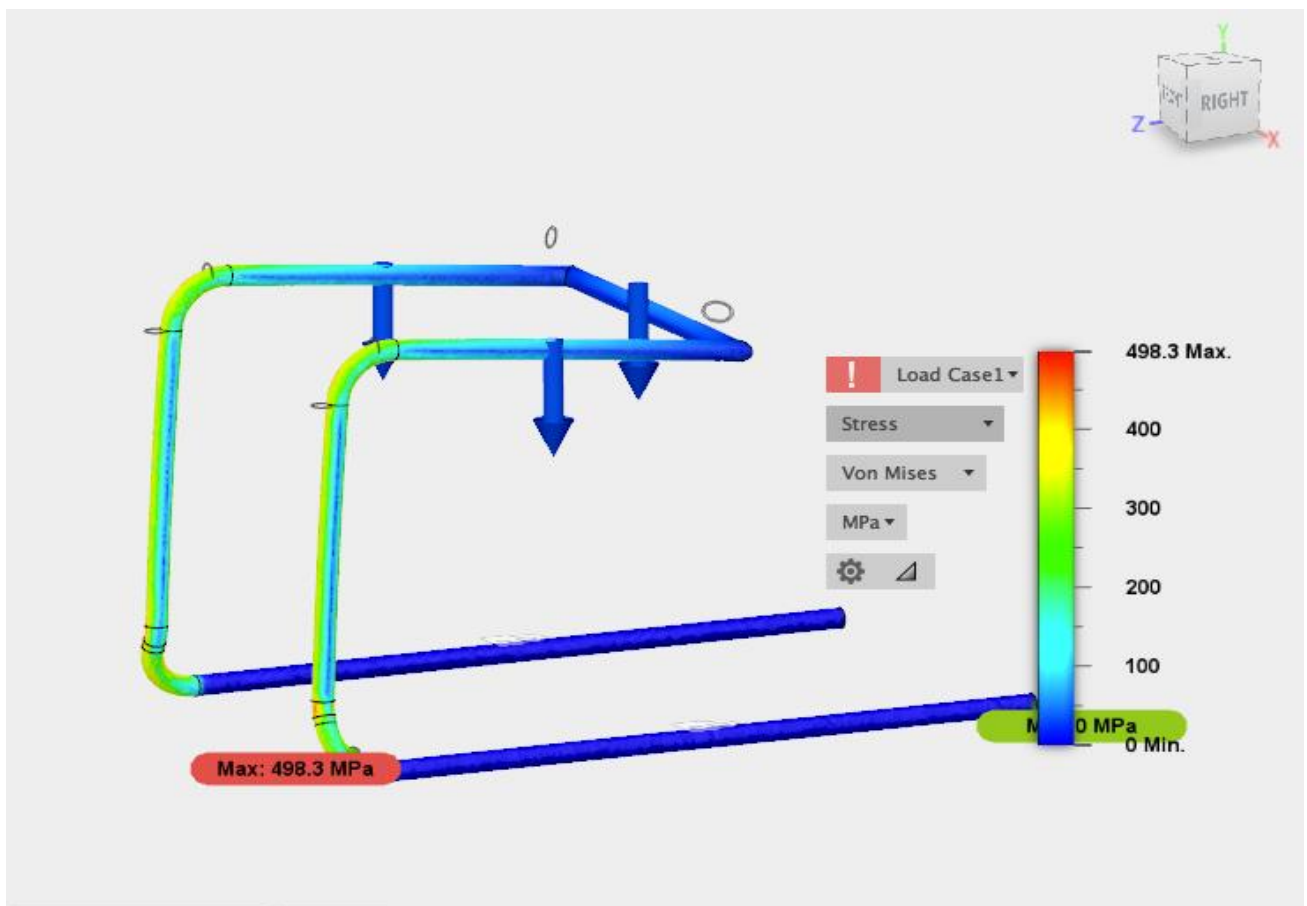 Y
RIGHT
Z
X
! Load Case1
Stress
Von Mises
MPa
498.3 Max.
400
300
200
100
0 Min.
0 MPa
Max: 498.3 MPa